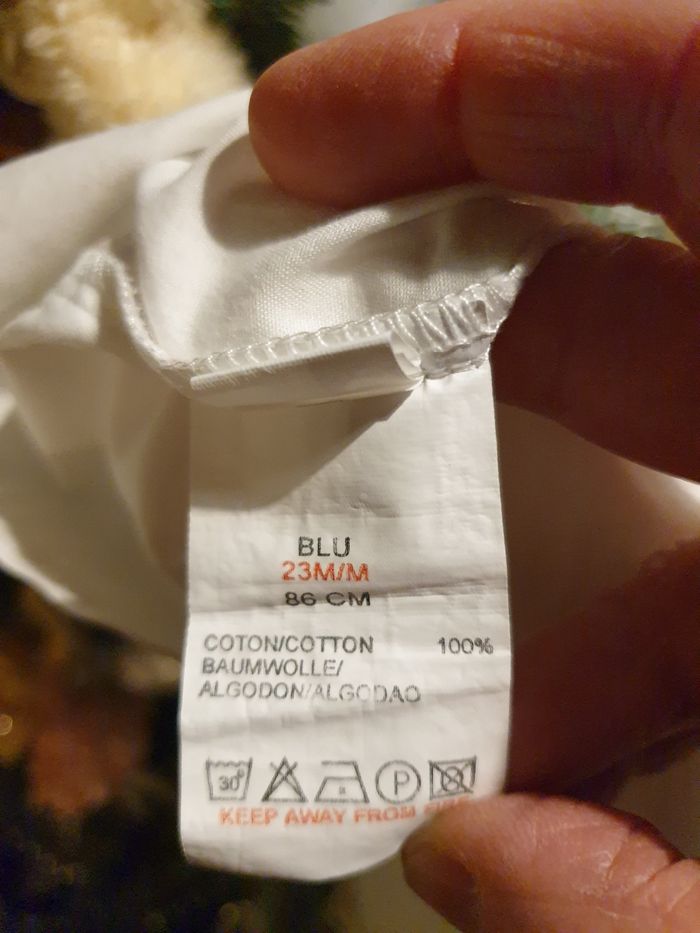 BLU
23M/M
86 CM
COTON/COTTON 100%
BAUMWOLLE/
ALGODON/ALGODAO
30°
P
KEEP AWAY FROM